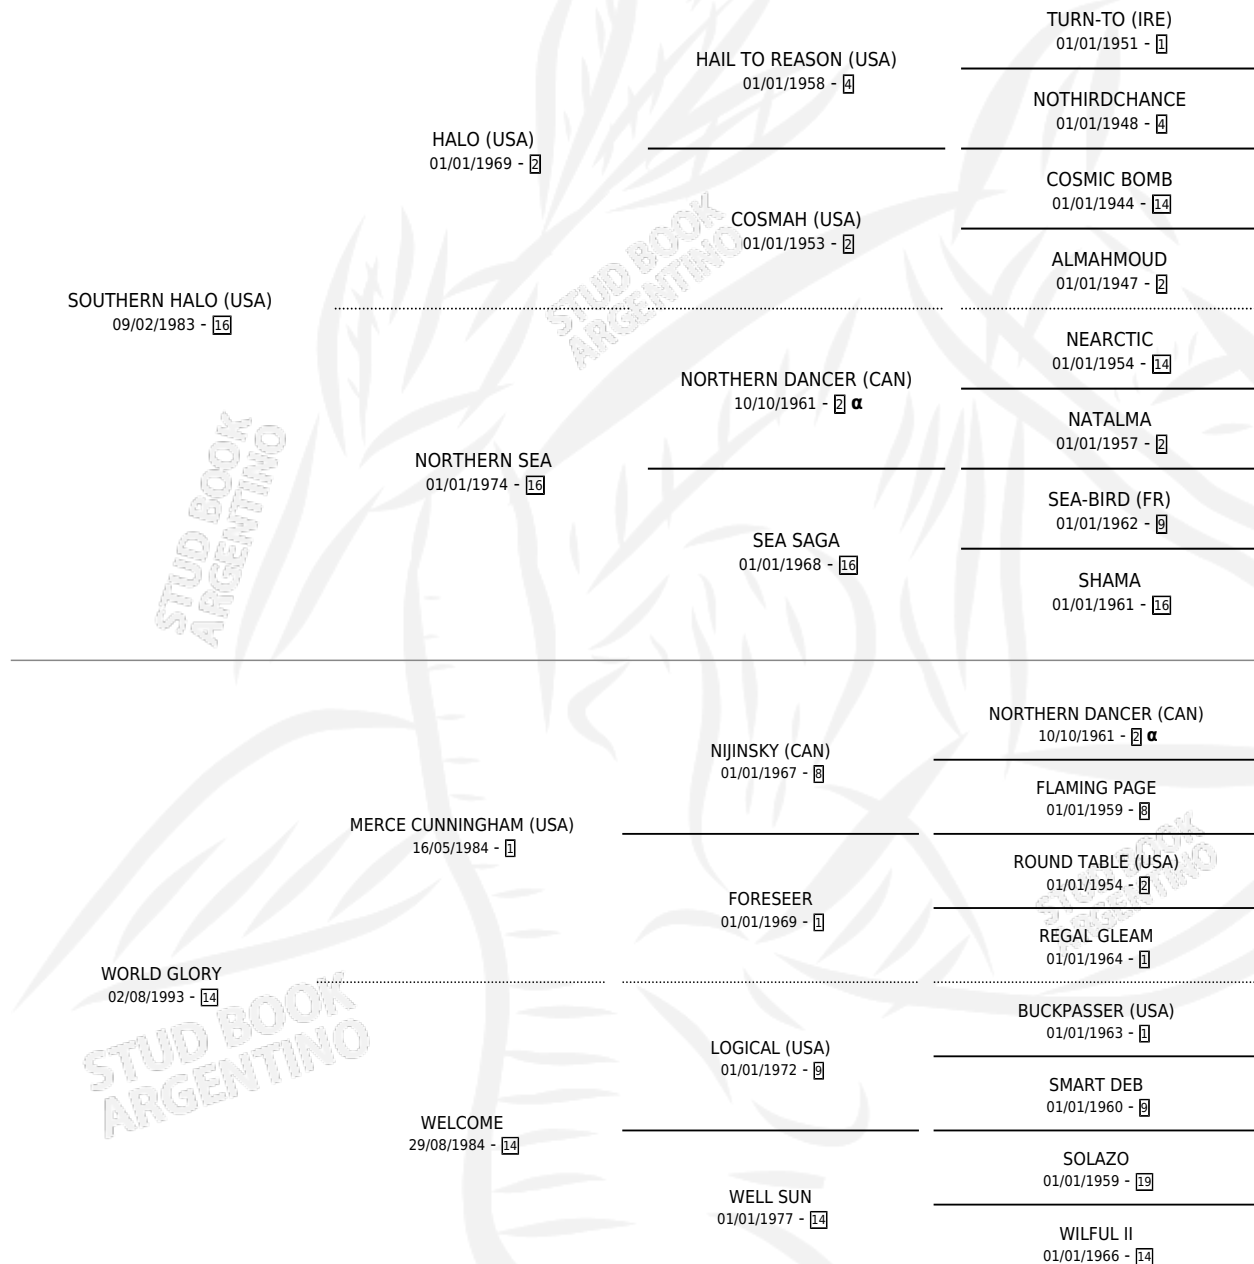 TURN-TO (IRE)
01/01/1951 - 1
HAIL TO REASON (USA)
01/01/1958 - 4
NOTHIRDCHANCE
01/01/1948 - 4
HALO (USA)
01/01/1969 - 2
COSMIC BOMB
01/01/1944 - 14
COSMAH (USA)
01/01/1953 - 2
ALMAHMOUD
01/01/1947 - 2
SOUTHERN HALO (USA)
09/02/1983 - 16
NEARCTIC
01/01/1954 - 14
NORTHERN DANCER (CAN)
10/10/1961 - 2 α
NATALMA
01/01/1957 - 2
NORTHERN SEA
01/01/1974 - 16
SEA-BIRD (FR)
01/01/1962 - 9
SEA SAGA
01/01/1968 - 16
SHAMA
01/01/1961 - 16
STUD BOOK
ARGENTINO
STUD BOOK
ARGENTINO
NORTHERN DANCER (CAN)
10/10/1961 - 2 α
NIJINSKY (CAN)
01/01/1967 - 8
FLAMING PAGE
01/01/1959 - 8
MERCE CUNNINGHAM (USA)
16/05/1984 - 1
ROUND TABLE (USA)
01/01/1954 - 2
FORESEER
01/01/1969 - 1
REGAL GLEAM
01/01/1964 - 1
WORLD GLORY
02/08/1993 - 14
BUCKPASSER (USA)
01/01/1963 - 1
LOGICAL (USA)
01/01/1972 - 9
SMART DEB
01/01/1960 - 9
WELCOME
29/08/1984 - 14
SOLAZO
01/01/1959 - 19
WELL SUN
01/01/1977 - 14
WILFUL II
01/01/1966 - 14
STUD BOOK
ARGENTINO
STUD BOOK
ARGENTINO